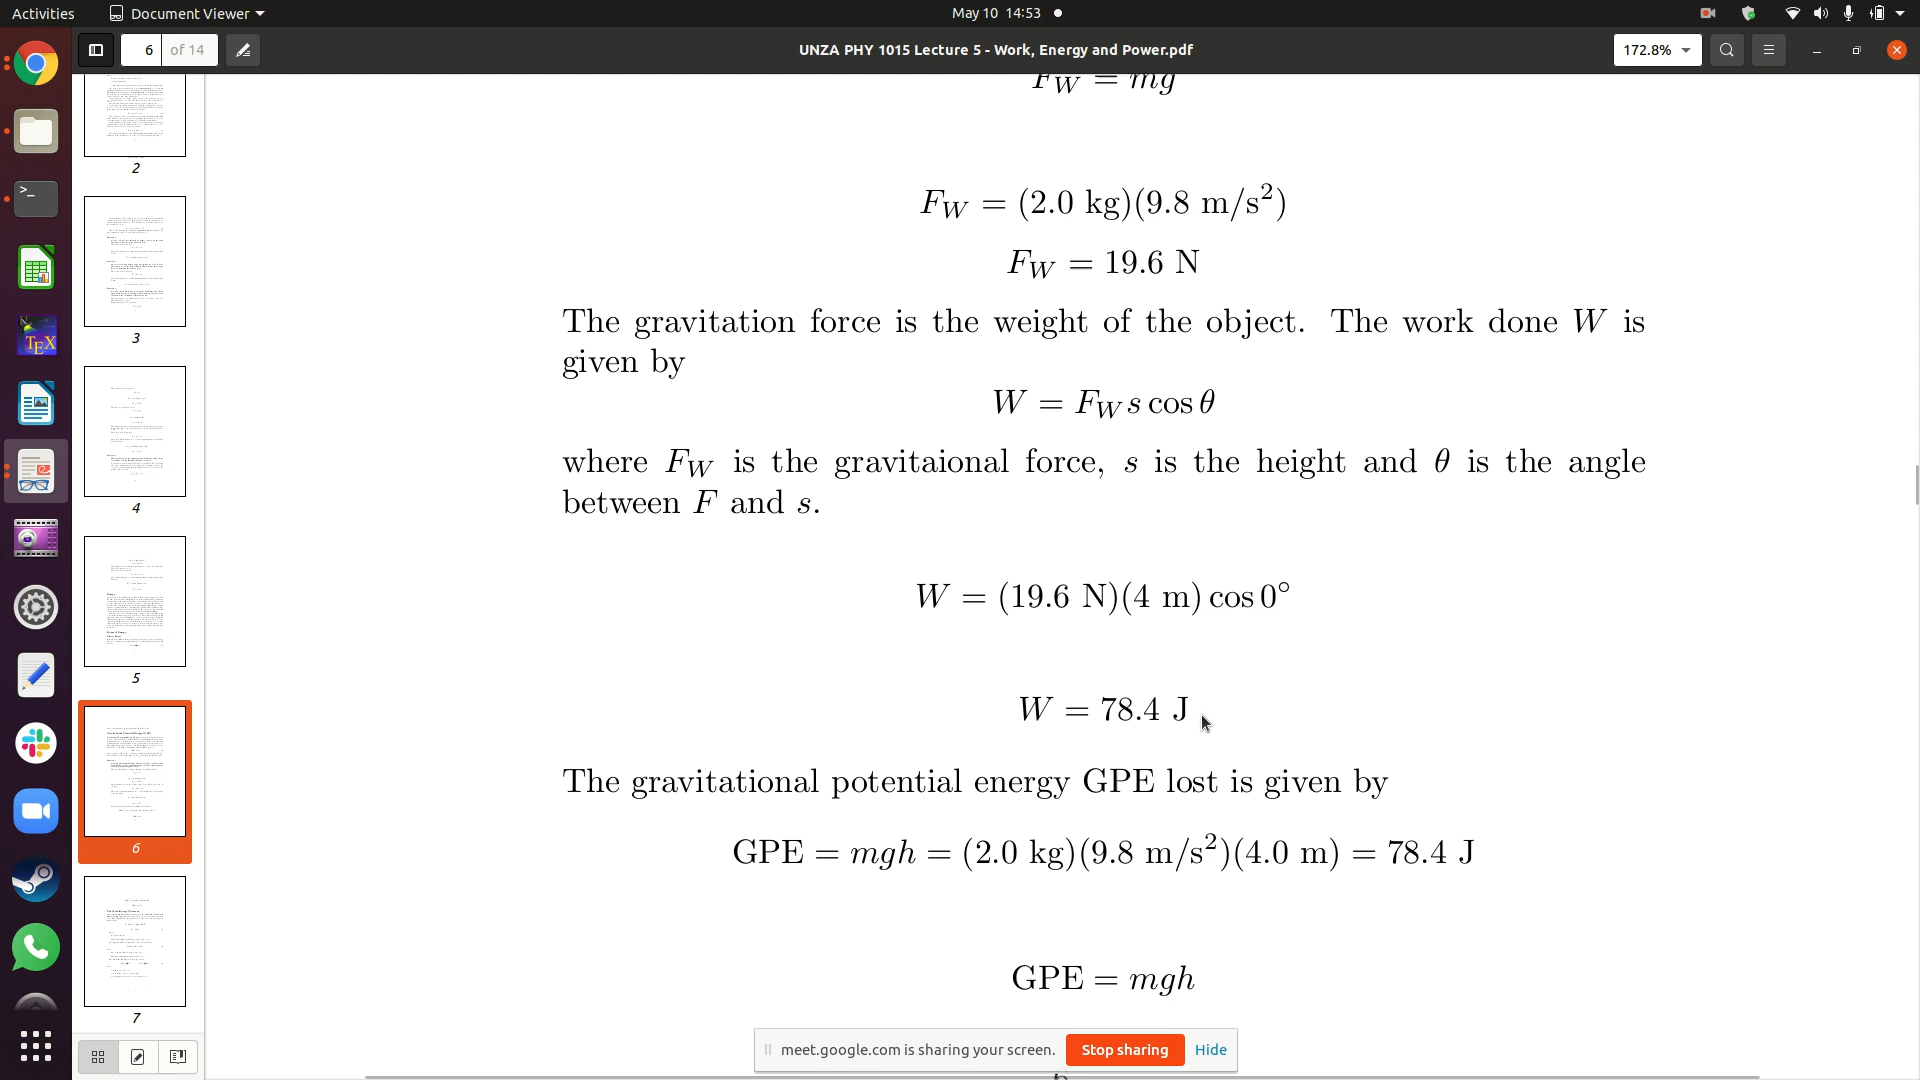 Activities Document Viewer May 10 14:53
6 of 14 UNZA PHY 1015 Lecture 5 - Work, Energy and Power.pdf 172.8%
F_W = mg
F_W = (2.0 kg)(9.8 m/s²)
F_W = 19.6 N
The gravitation force is the weight of the object. The work done W is
given by
W = F_W s cos θ
where F_W is the gravitaional force, s is the height and θ is the angle
between F and s.
W = (19.6 N)(4 m) cos 0°
W = 78.4 J
The gravitational potential energy GPE lost is given by
GPE = mgh = (2.0 kg)(9.8 m/s²)(4.0 m) = 78.4 J
GPE = mgh
2
3
4
5
6
7
>_
TEX
meet.google.com is sharing your screen. Stop sharing Hide